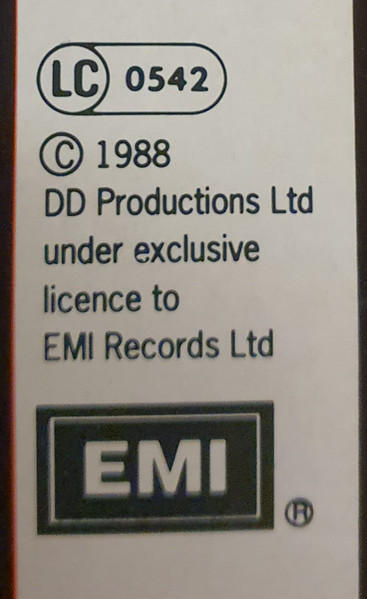 LC 0542
© 1988
DD Productions Ltd
under exclusive
licence to
EMI Records Ltd
EMI ®